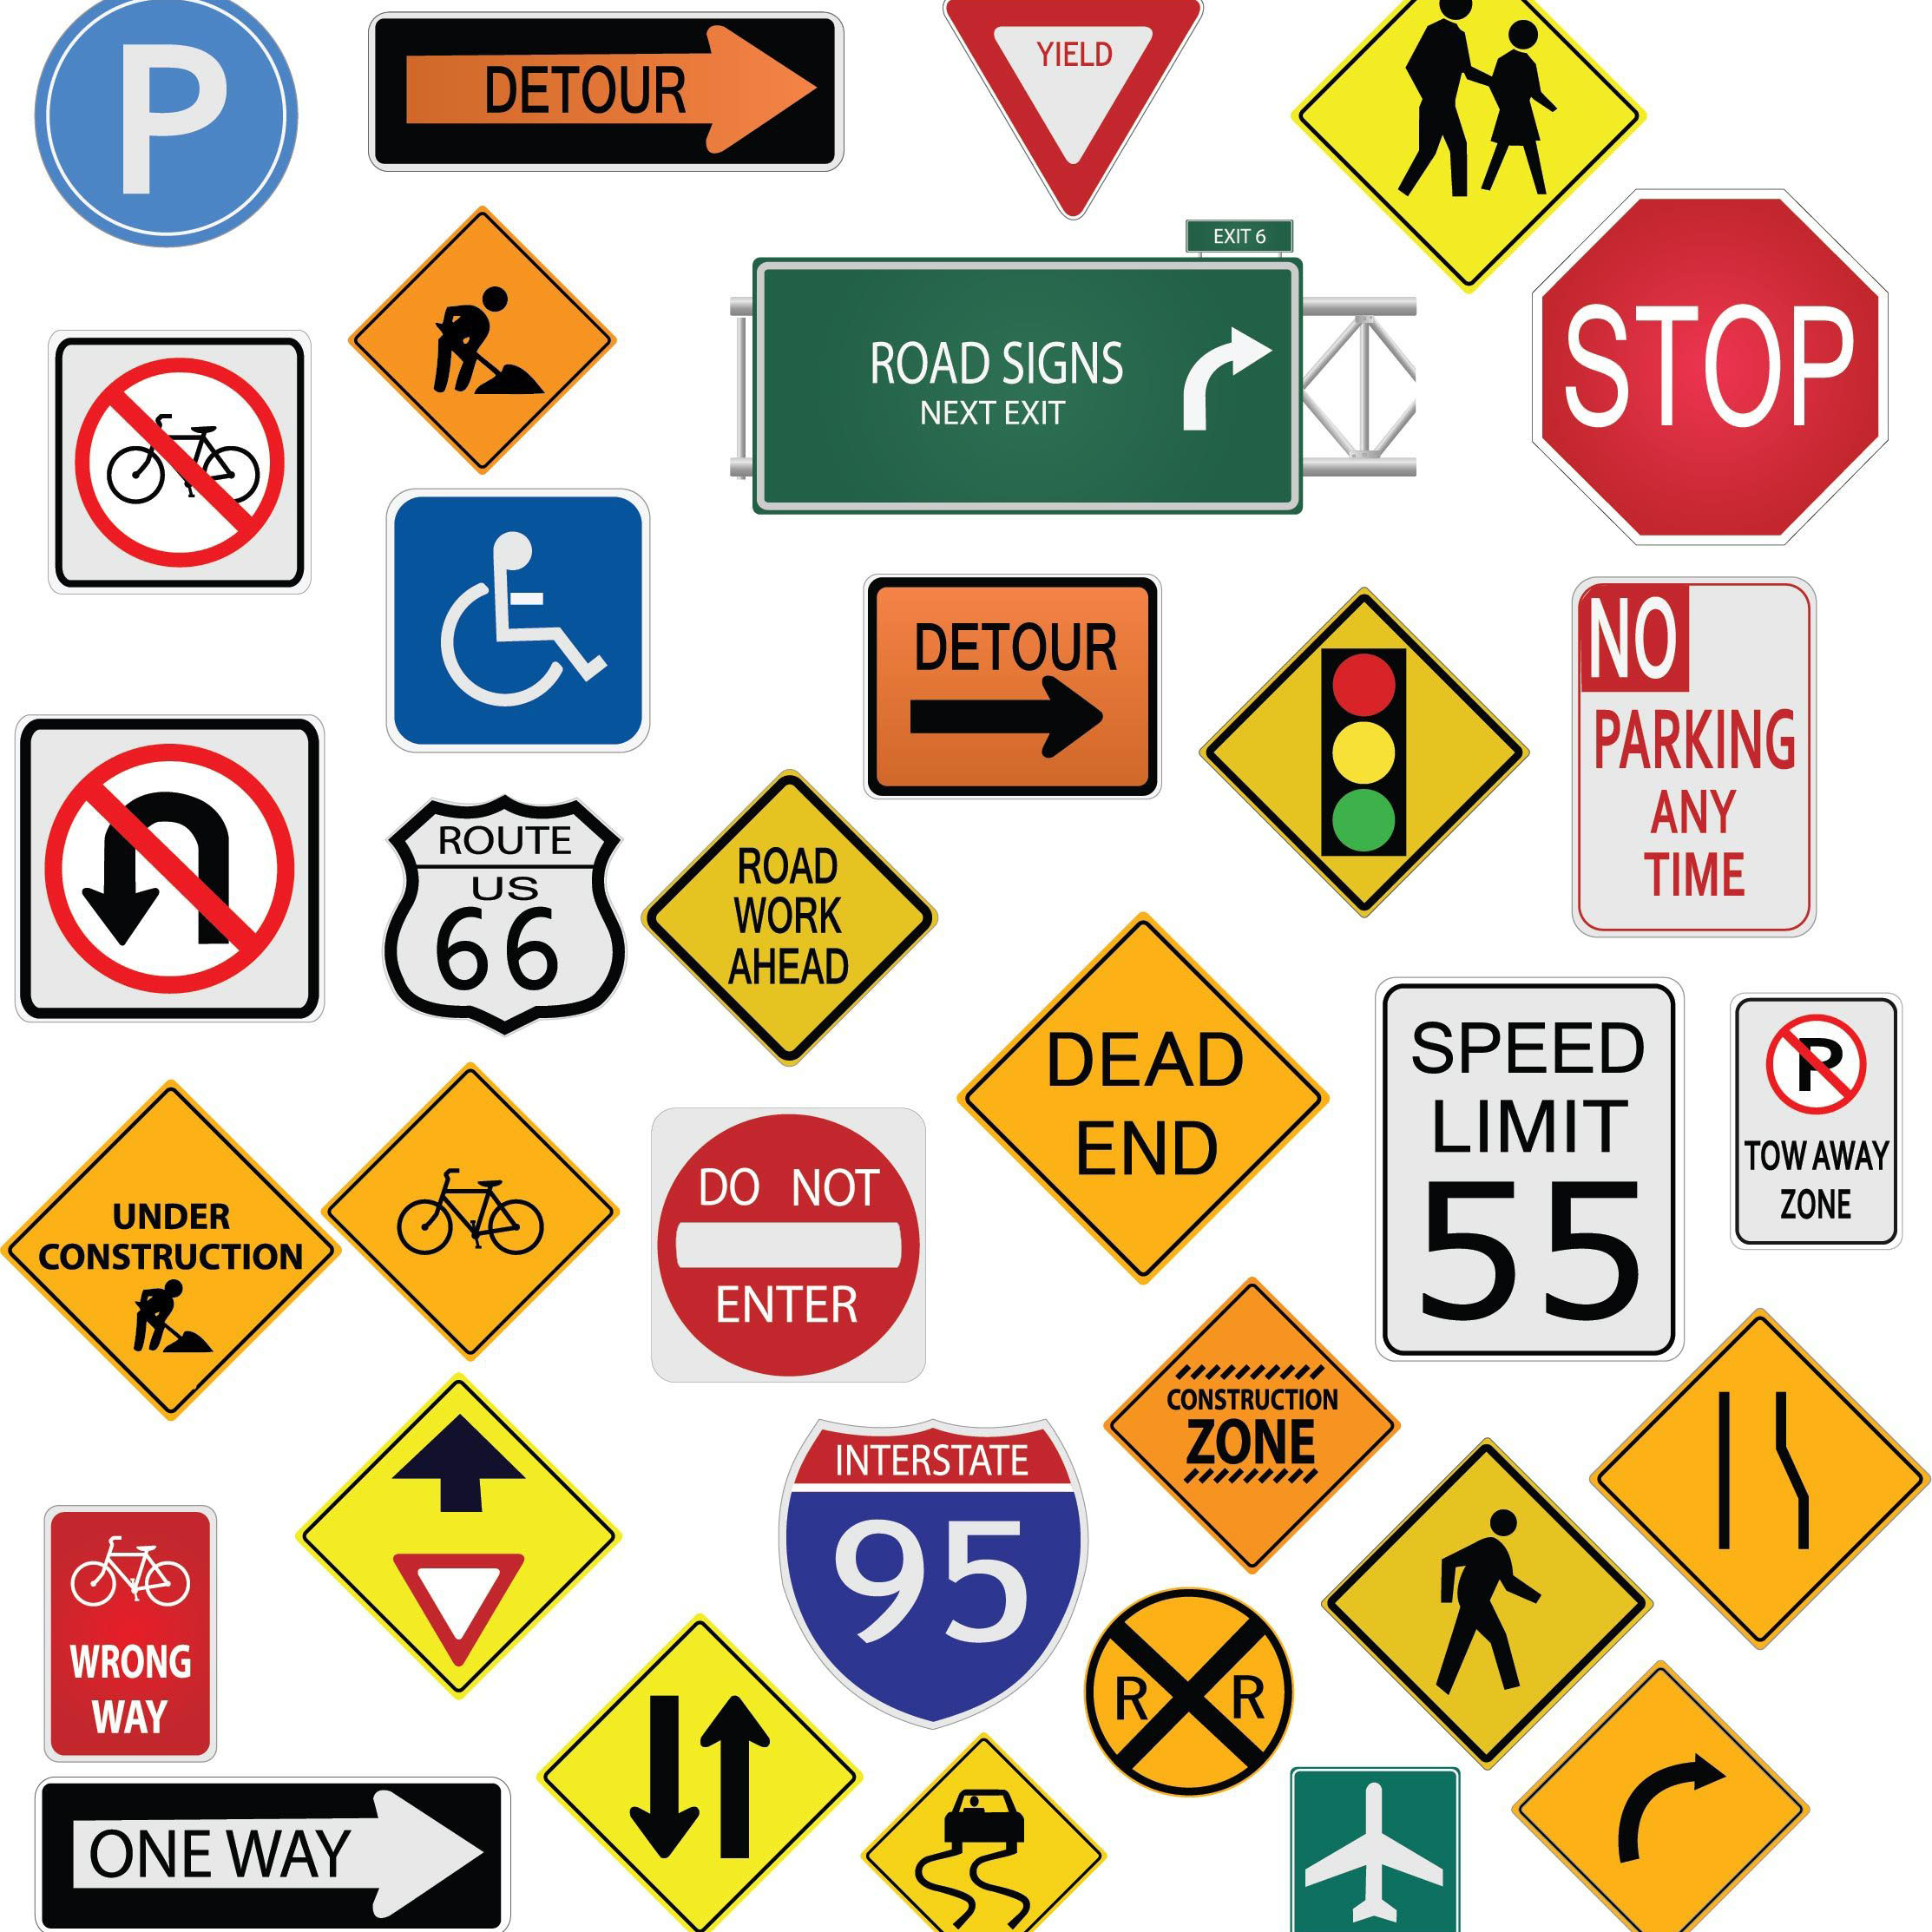 P
DETOUR
YIELD
EXIT 6
ROAD SIGNS
NEXT EXIT
STOP
DETOUR
NO
PARKING
ANY
TIME
ROUTE
US
66
ROAD
WORK
AHEAD
DEAD
END
SPEED
LIMIT
55
P
TOW AWAY
ZONE
UNDER
CONSTRUCTION
DO NOT
ENTER
CONSTRUCTION
ZONE
INTERSTATE
95
WRONG
WAY
R R
ONE WAY